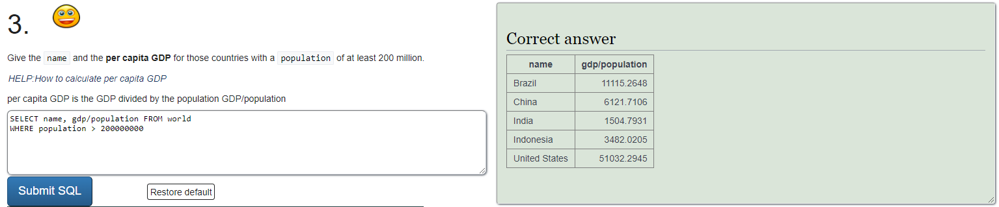 3.
Give the name and the per capita GDP for those countries with a population of at least 200 million.
HELP:How to calculate per capita GDP
per capita GDP is the GDP divided by the population GDP/population
SELECT name, gdp/population FROM world
WHERE population > 200000000
Submit SQL
Restore default
Correct answer
name gdp/population
Brazil 11115.2648
China 6121.7106
India 1504.7931
Indonesia 3482.0205
United States 51032.2945